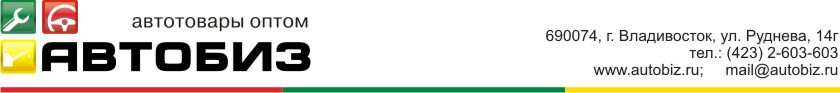 автотовары оптом
АВТОБИЗ
690074, г. Владивосток, ул. Руднева, 14г
тел.: (423) 2-603-603
www.autobiz.ru; mail@autobiz.ru